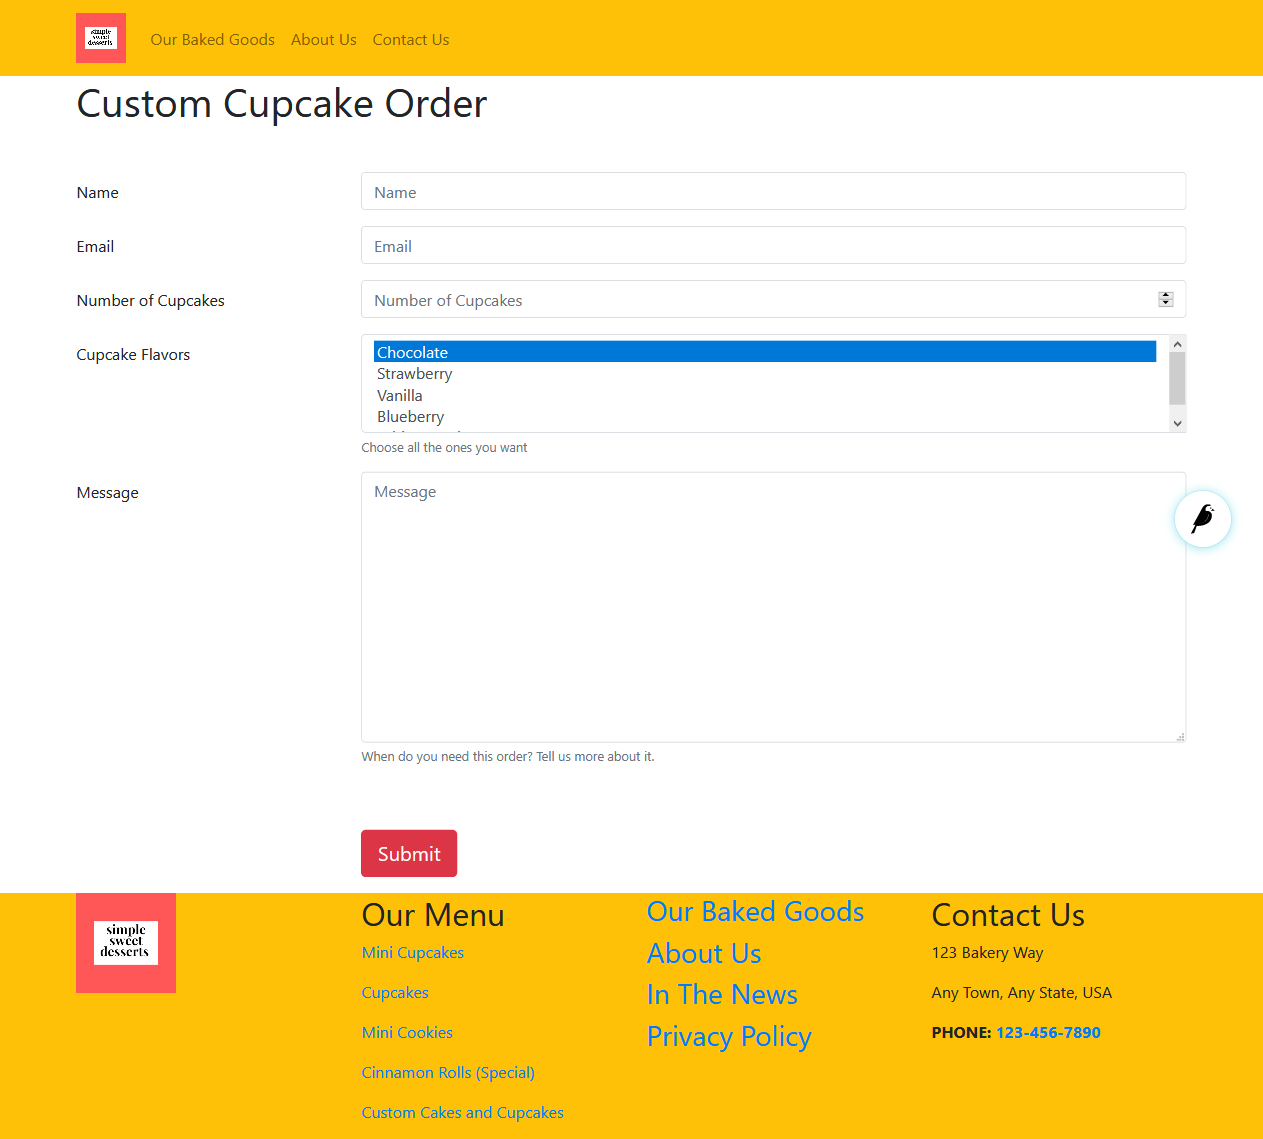 simple
sweet
desserts
Our Baked Goods
About Us
Contact Us
Custom Cupcake Order
Name
Name
Email
Email
Number of Cupcakes
Number of Cupcakes
Cupcake Flavors
Chocolate
Strawberry
Vanilla
Blueberry
Choose all the ones you want
Message
Message
When do you need this order? Tell us more about it.
Submit
simple
sweet
desserts
Our Menu
Mini Cupcakes
Cupcakes
Mini Cookies
Cinnamon Rolls (Special)
Custom Cakes and Cupcakes
Our Baked Goods
About Us
In The News
Privacy Policy
Contact Us
123 Bakery Way
Any Town, Any State, USA
PHONE: 123-456-7890